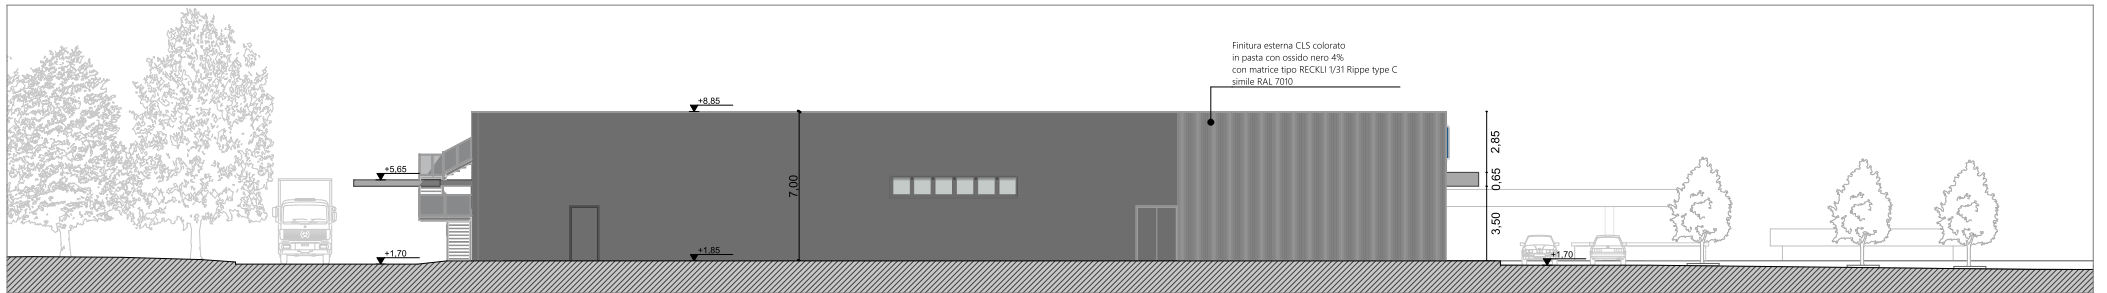 Finitura esterna CLS colorato
in pasta con ossido nero 4%
con matrice tipo RECKLI 1/31 Rippe type C
simile RAL 7010
+8,85
+5,65
7,00
2,85
0,65
3,50
+1,70
+1,85
+1,70